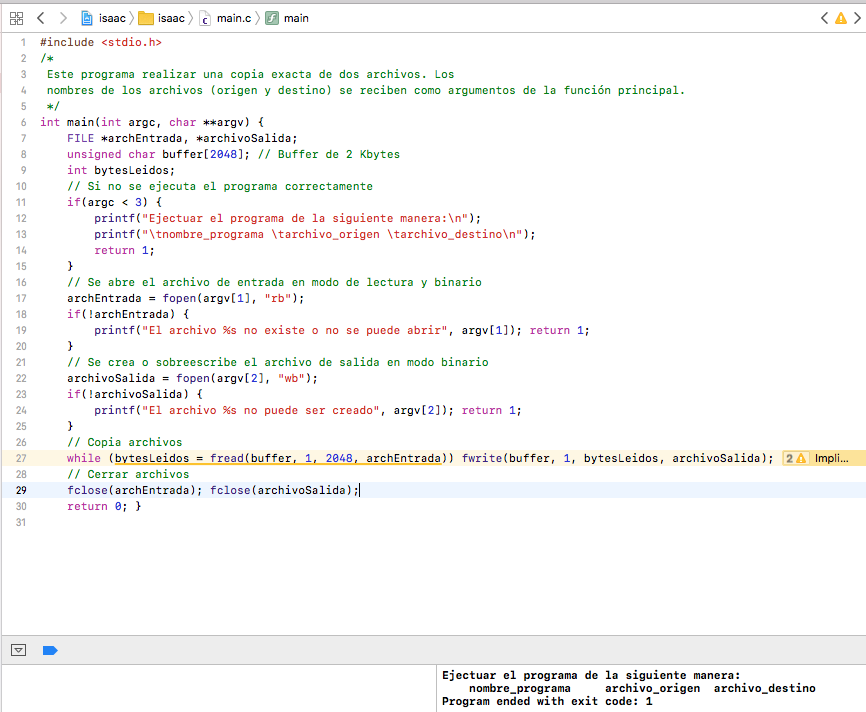 isaac isaac main.c main
1 #include <stdio.h>
2 /*
3 Este programa realizar una copia exacta de dos archivos. Los
4 nombres de los archivos (origen y destino) se reciben como argumentos de la función principal.
5 */
6 int main(int argc, char **argv) {
7 FILE *archEntrada, *archivoSalida;
8 unsigned char buffer[2048]; // Buffer de 2 Kbytes
9 int bytesLeidos;
10 // Si no se ejecuta el programa correctamente
11 if(argc < 3) {
12 printf("Ejectuar el programa de la siguiente manera:\n");
13 printf("\tnombre_programa \tarchivo_origen \tarchivo_destino\n");
14 return 1;
15 }
16 // Se abre el archivo de entrada en modo de lectura y binario
17 archEntrada = fopen(argv[1], "rb");
18 if(!archEntrada) {
19 printf("El archivo %s no existe o no se puede abrir", argv[1]); return 1;
20 }
21 // Se crea o sobreescribe el archivo de salida en modo binario
22 archivoSalida = fopen(argv[2], "wb");
23 if(!archivoSalida) {
24 printf("El archivo %s no puede ser creado", argv[2]); return 1;
25 }
26 // Copia archivos
27 while (bytesLeidos = fread(buffer, 1, 2048, archEntrada)) fwrite(buffer, 1, bytesLeidos, archivoSalida); 2 Impli...
28 // Cerrar archivos
29 fclose(archEntrada); fclose(archivoSalida);
30 return 0; }
31
Ejectuar el programa de la siguiente manera:
nombre_programa archivo_origen archivo_destino
Program ended with exit code: 1